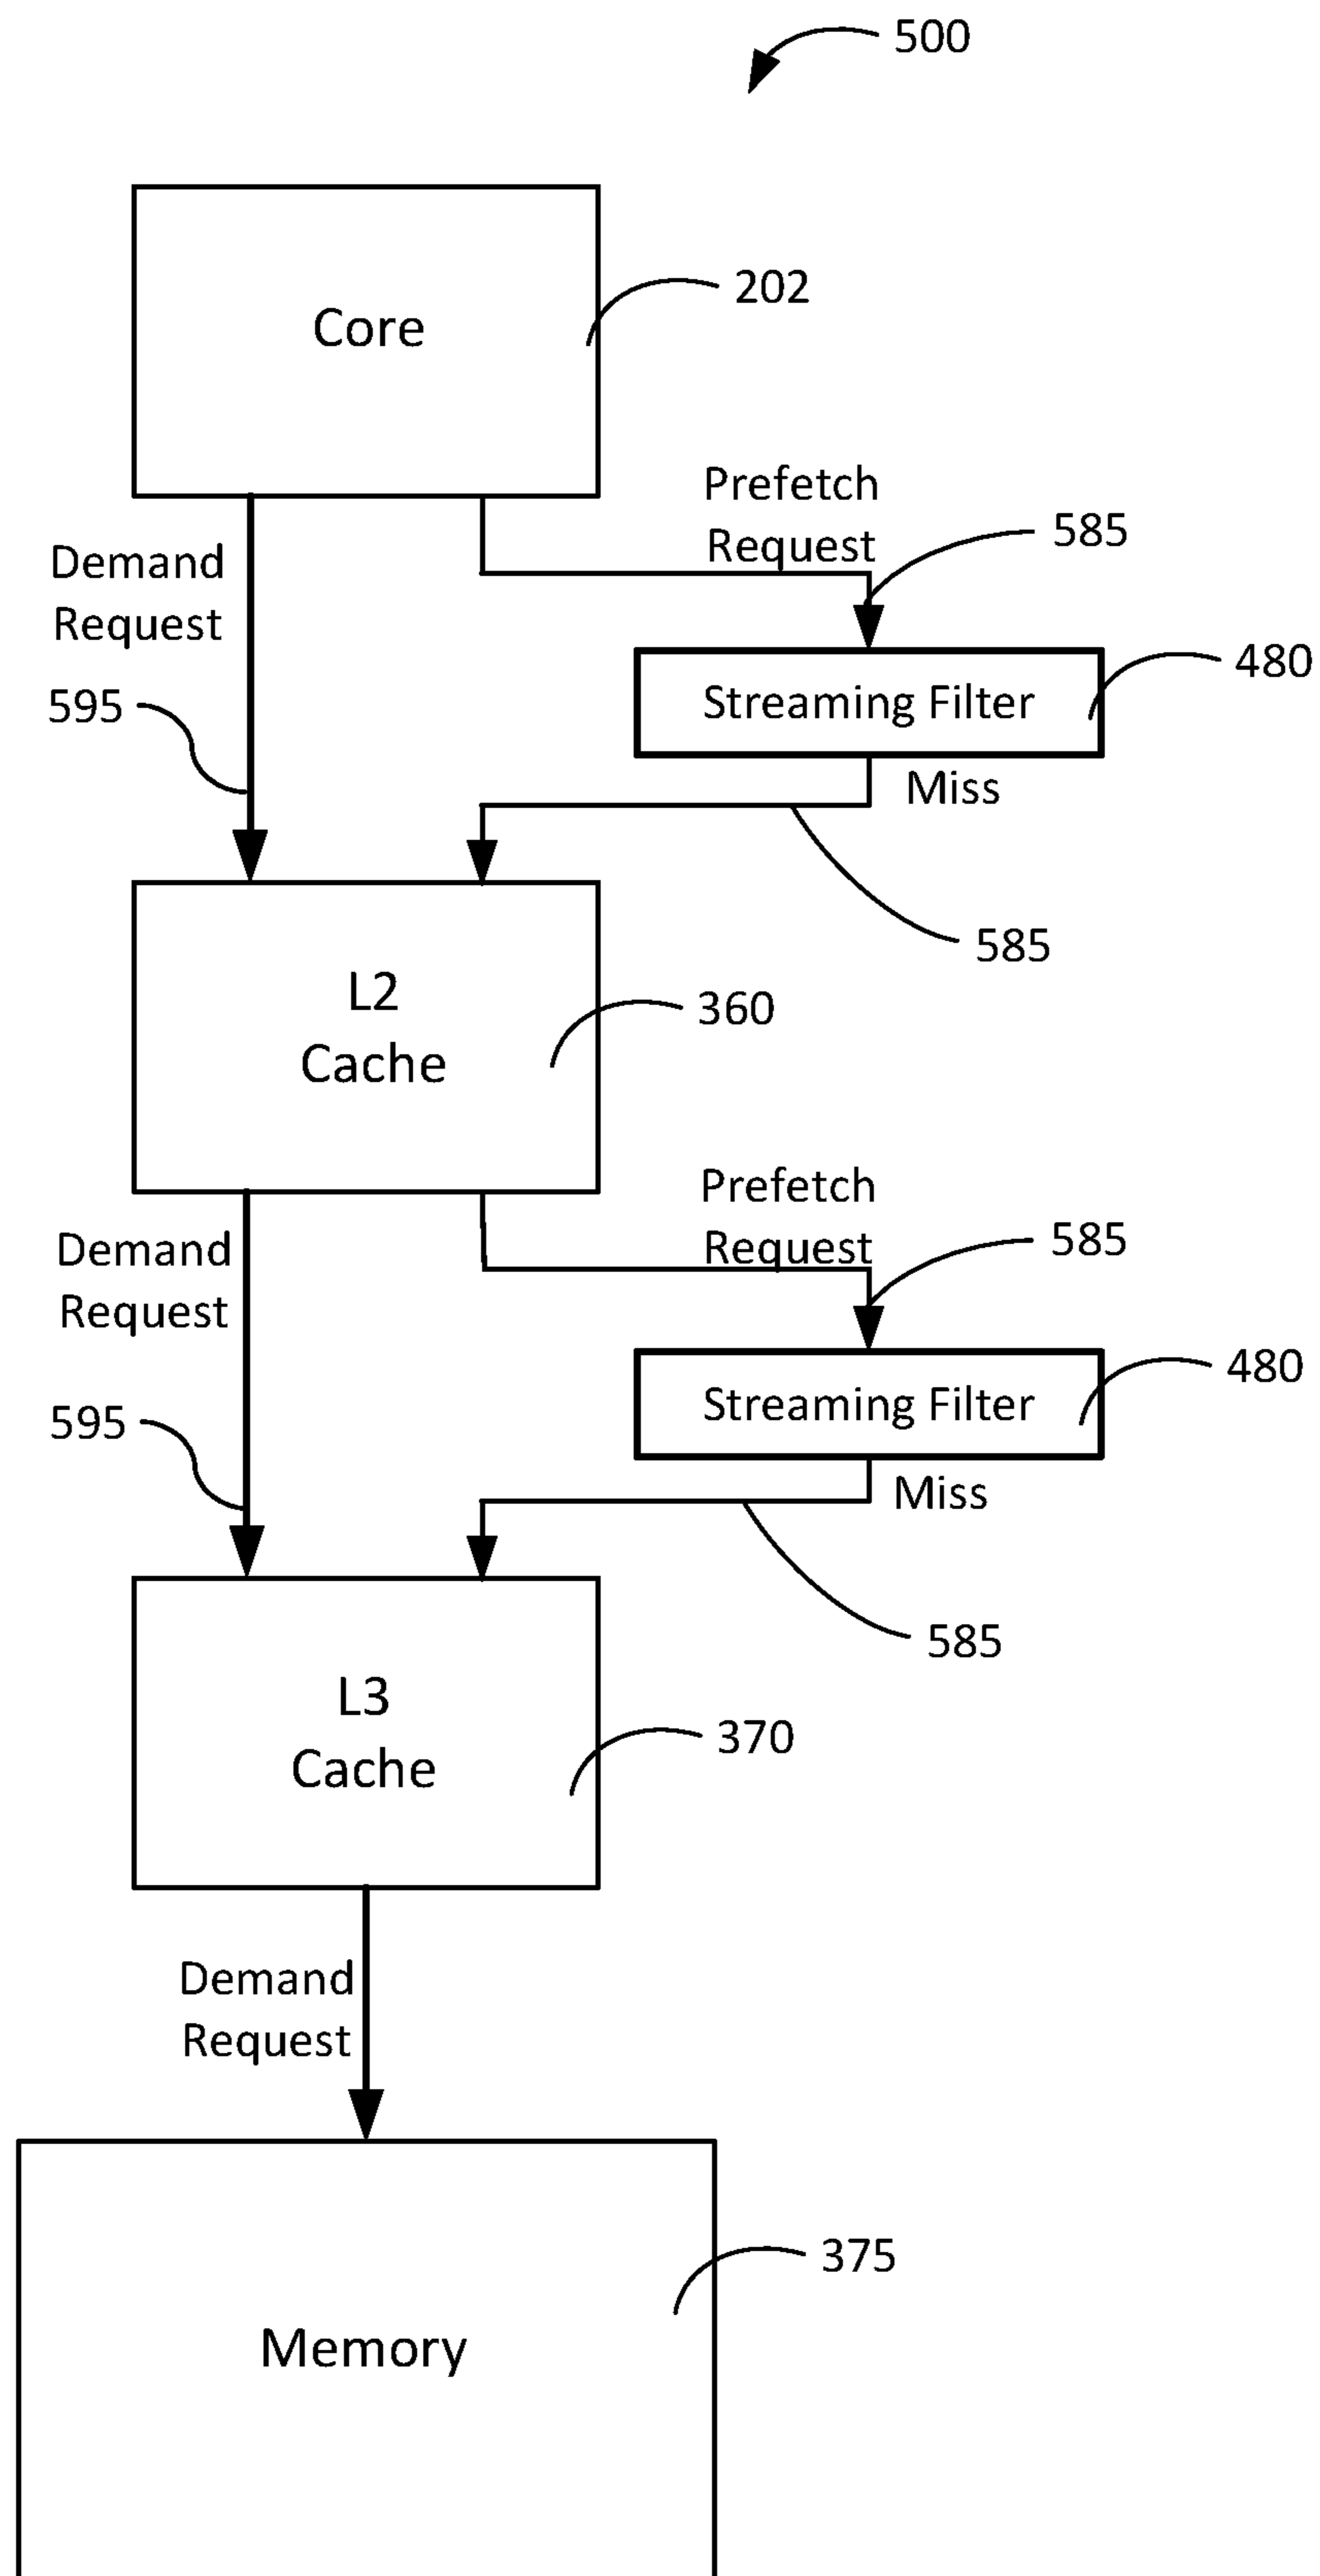 500
Core
202
Prefetch
Request
585
Demand
Request
595
Streaming Filter
480
Miss
585
L2
Cache
360
Prefetch
Request
585
Demand
Request
595
Streaming Filter
480
Miss
585
L3
Cache
370
Demand
Request
375
Memory